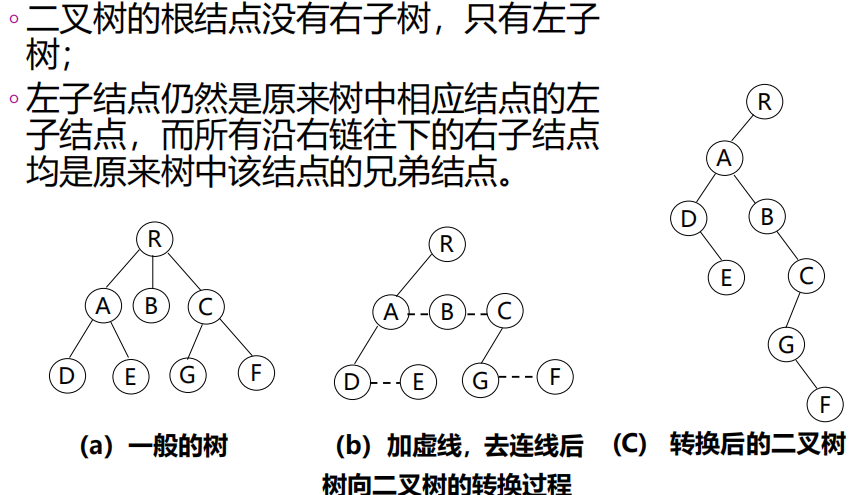 二叉树的根结点没有右子树，只有左子
树；
左子结点仍然是原来树中相应结点的左
子结点，而所有沿右链往下的右子结点
均是原来树中该结点的兄弟结点。
R
A B C
D E G F
R
A B C
D E G F
R
A
D B
E C
G
F
(a) 一般的树
(b) 加虚线，去连线后
(C) 转换后的二叉树
树向二叉树的转换过程